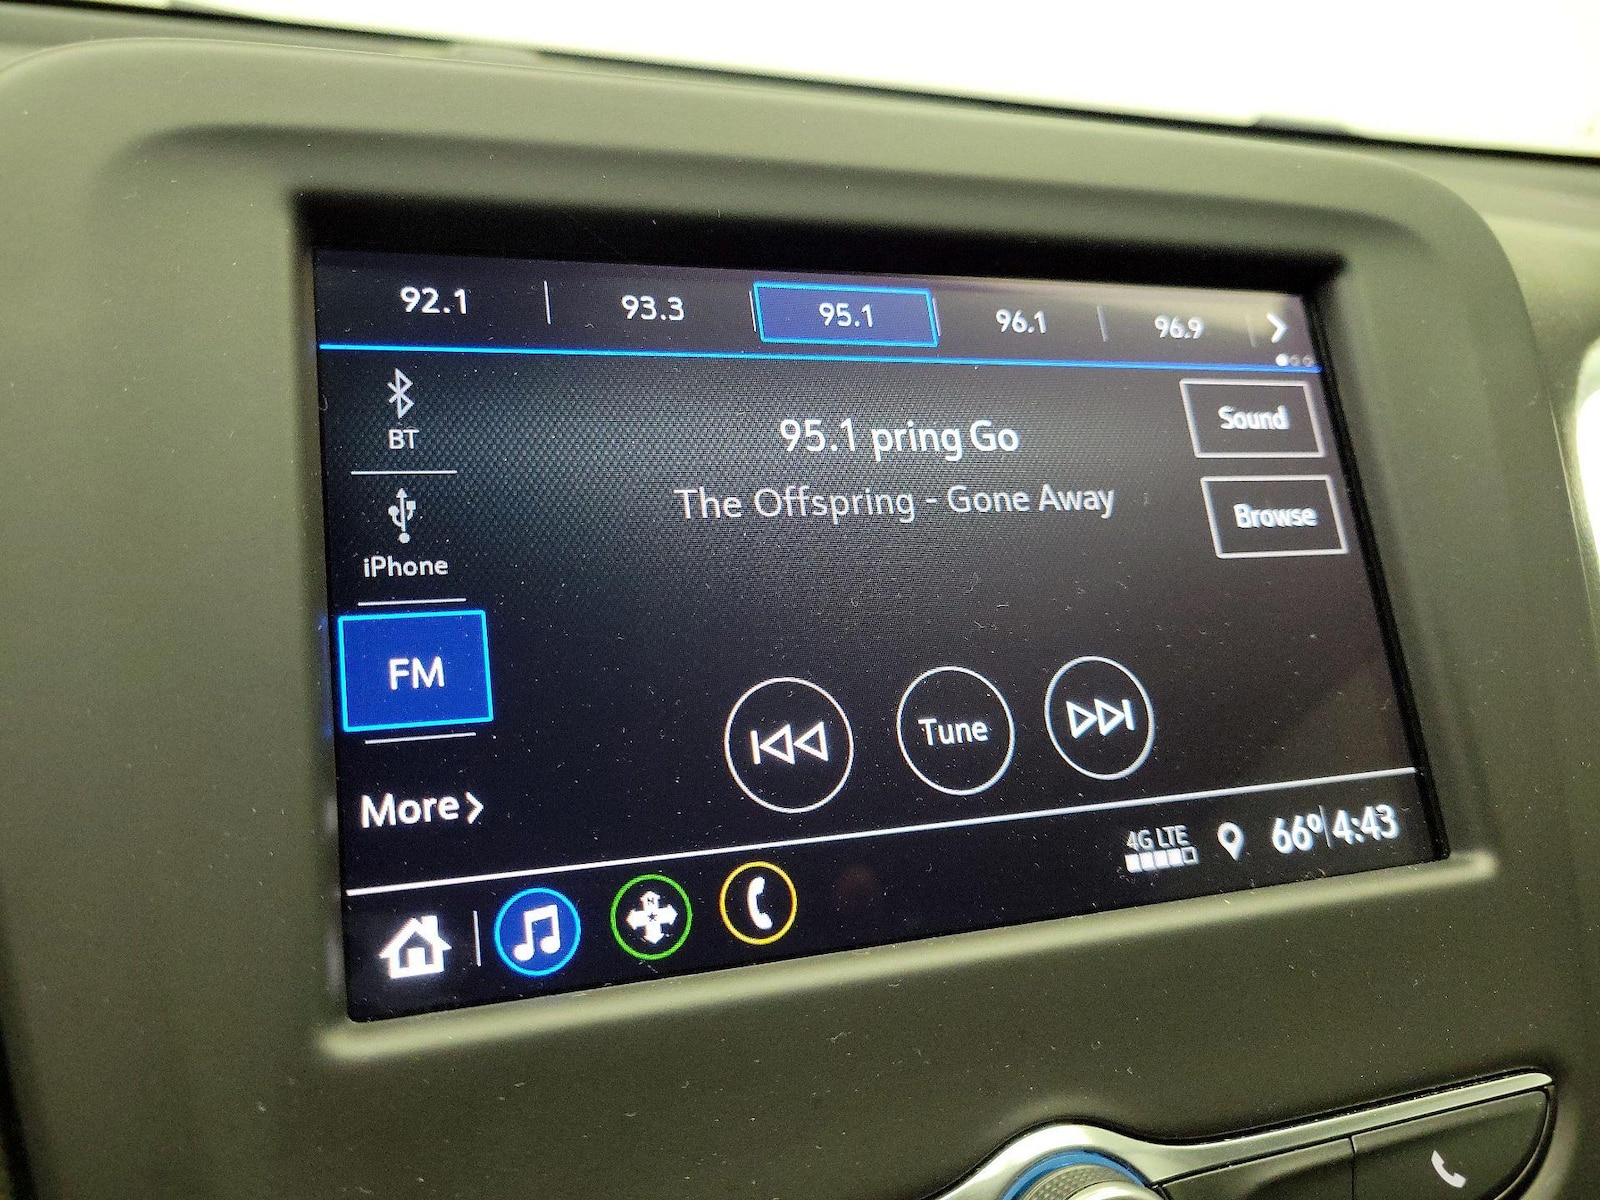 92.1 93.3 95.1 96.1 96.9
BT
95.1 pring Go
Sound
The Offspring - Gone Away
Browse
iPhone
FM
Tune
More
4G LTE
66° 4:43
N